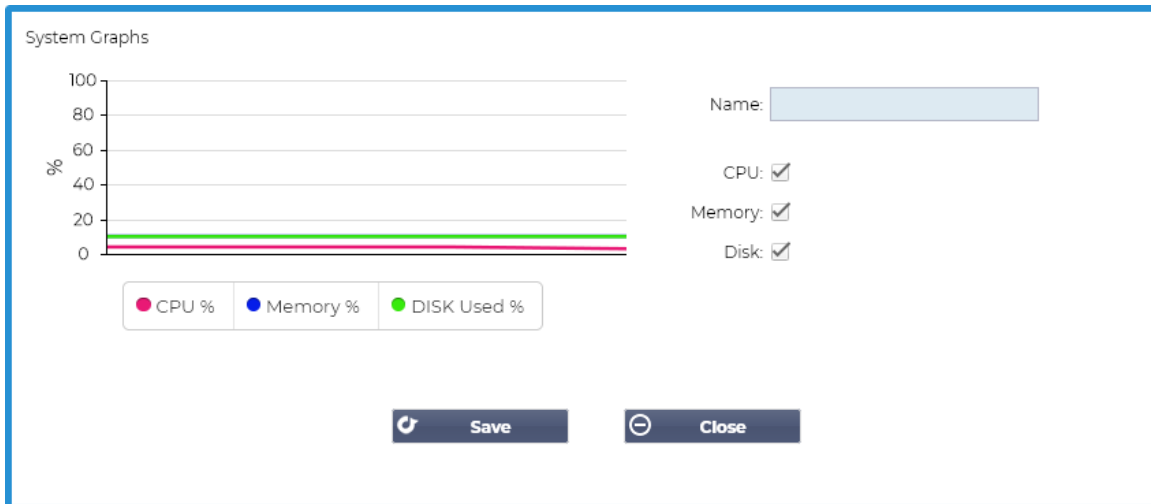 System Graphs
100
80
60
40
20
0
%
CPU %
Memory %
DISK Used %
Name:
CPU:
Memory:
Disk:
Save
Close